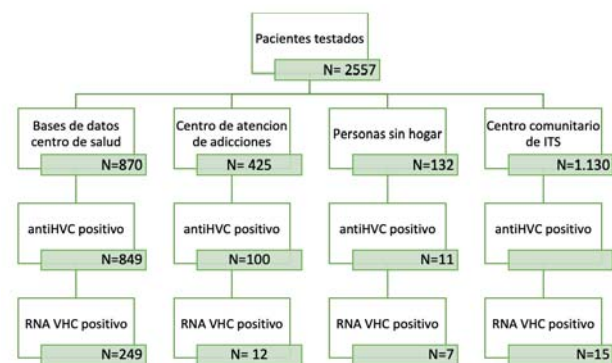 Pacientes testados
N= 2557
Bases de datos
centro de salud
N=870
Centro de atencion
de adicciones
N= 425
Personas sin hogar
N=132
Centro comunitario
de ITS
N=1.130
antiHVC positivo
N=849
antiHVC positivo
N=100
antiHVC positivo
N=11
antiHVC positivo
RNA VHC positivo
N=249
RNA VHC positivo
N= 12
RNA VHC positivo
N=7
RNA VHC positivo
N=15